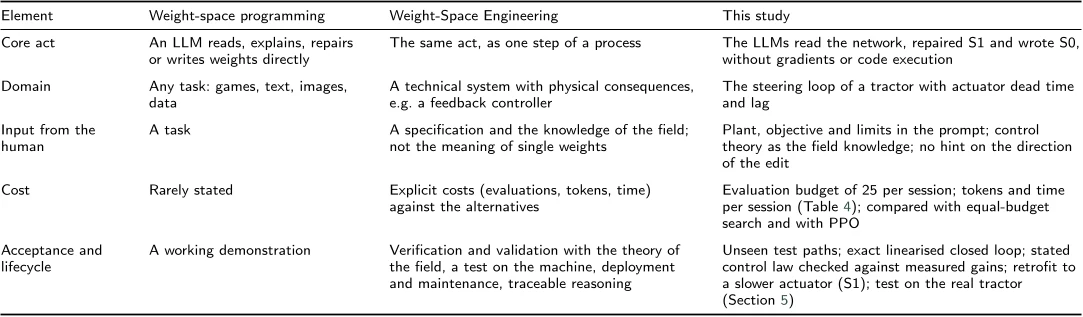 Element Weight-space programming Weight-Space Engineering This study
Core act An LLM reads, explains, repairs The same act, as one step of a process The LLMs read the network, repaired S1 and wrote S0,
or writes weights directly without gradients or code execution
Domain Any task: games, text, images, A technical system with physical consequences, The steering loop of a tractor with actuator dead time
data e.g. a feedback controller and lag
Input from the A task A specification and the knowledge of the field; Plant, objective and limits in the prompt; control
human not the meaning of single weights theory as the field knowledge; no hint on the direction
of the edit
Cost Rarely stated Explicit costs (evaluations, tokens, time) Evaluation budget of 25 per session; tokens and time
against the alternatives per session (Table 4); compared with equal-budget
search and with PPO
Acceptance and A working demonstration Verification and validation with the theory of Unseen test paths; exact linearised closed loop; stated
lifecycle the field, a test on the machine, deployment control law checked against measured gains; retrofit to
and maintenance, traceable reasoning a slower actuator (S1); test on the real tractor
(Section 5)